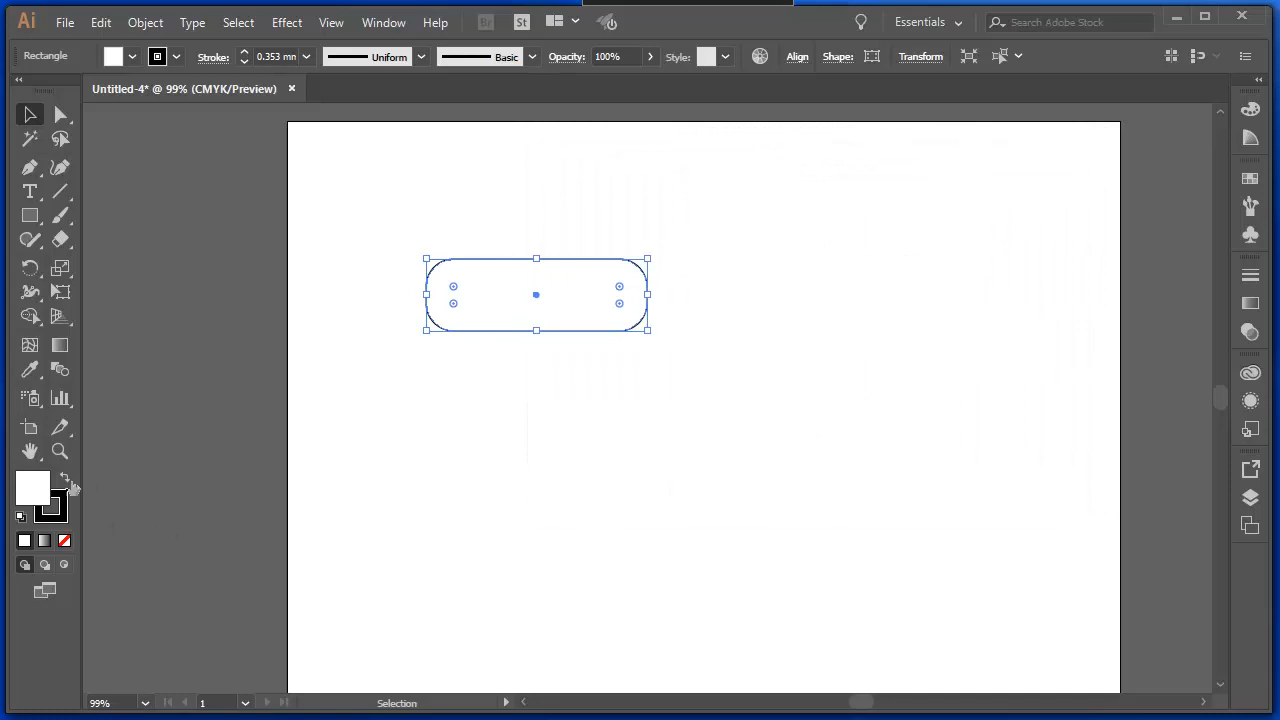 Ai File Edit Object Type Select Effect View Window Help Br St Essentials Search Adobe Stock
Rectangle Stroke: 0.353 mm Uniform Basic Opacity: 100% Style: Align Shape: Transform
Untitled-4* @ 99% (CMYK/Preview)
T
99% 1 Selection